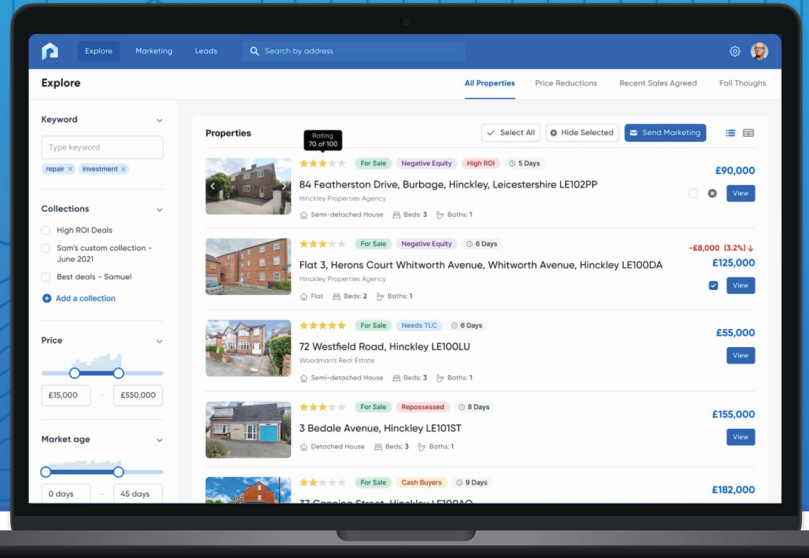 Explore
Marketing
Leads
Search by address
Explore
All Properties
Price Reductions
Recent Sales Agreed
Fall Thoughs
Keyword
Type keyword
repair ×
investment ×
Collections
High ROI Deals
Sam's custom collection -
June 2021
Best deals - Samuel
Add a collection
Price
£15,000
–
£550,000
Market age
0 days
–
45 days
Properties
Select All
Hide Selected
Send Marketing
Rating
70 of 100
For Sale
Negative Equity
High ROI
5 Days
£90,000
84 Featherston Drive, Burbage, Hinckley, Leicestershire LE102PP
Hinckley Properties Agency
View
Semi-detached House
Beds: 3
Baths: 1
For Sale
Negative Equity
6 Days
-£8,000 (3.2%) ↓
£125,000
Flat 3, Herons Court Whitworth Avenue, Whitworth Avenue, Hinckley LE100DA
Hinckley Properties Agency
View
Flat
Beds: 2
Baths: 1
For Sale
Needs TLC
6 Days
£55,000
72 Westfield Road, Hinckley LE100LU
Woodman's Real Estate
View
Semi-detached House
Beds: 3
Baths: 1
For Sale
Repossessed
8 Days
£155,000
3 Bedale Avenue, Hinckley LE101ST
View
Detached House
Beds: 3
Baths: 1
For Sale
Cash Buyers
9 Days
£182,000
Street, Hinckley